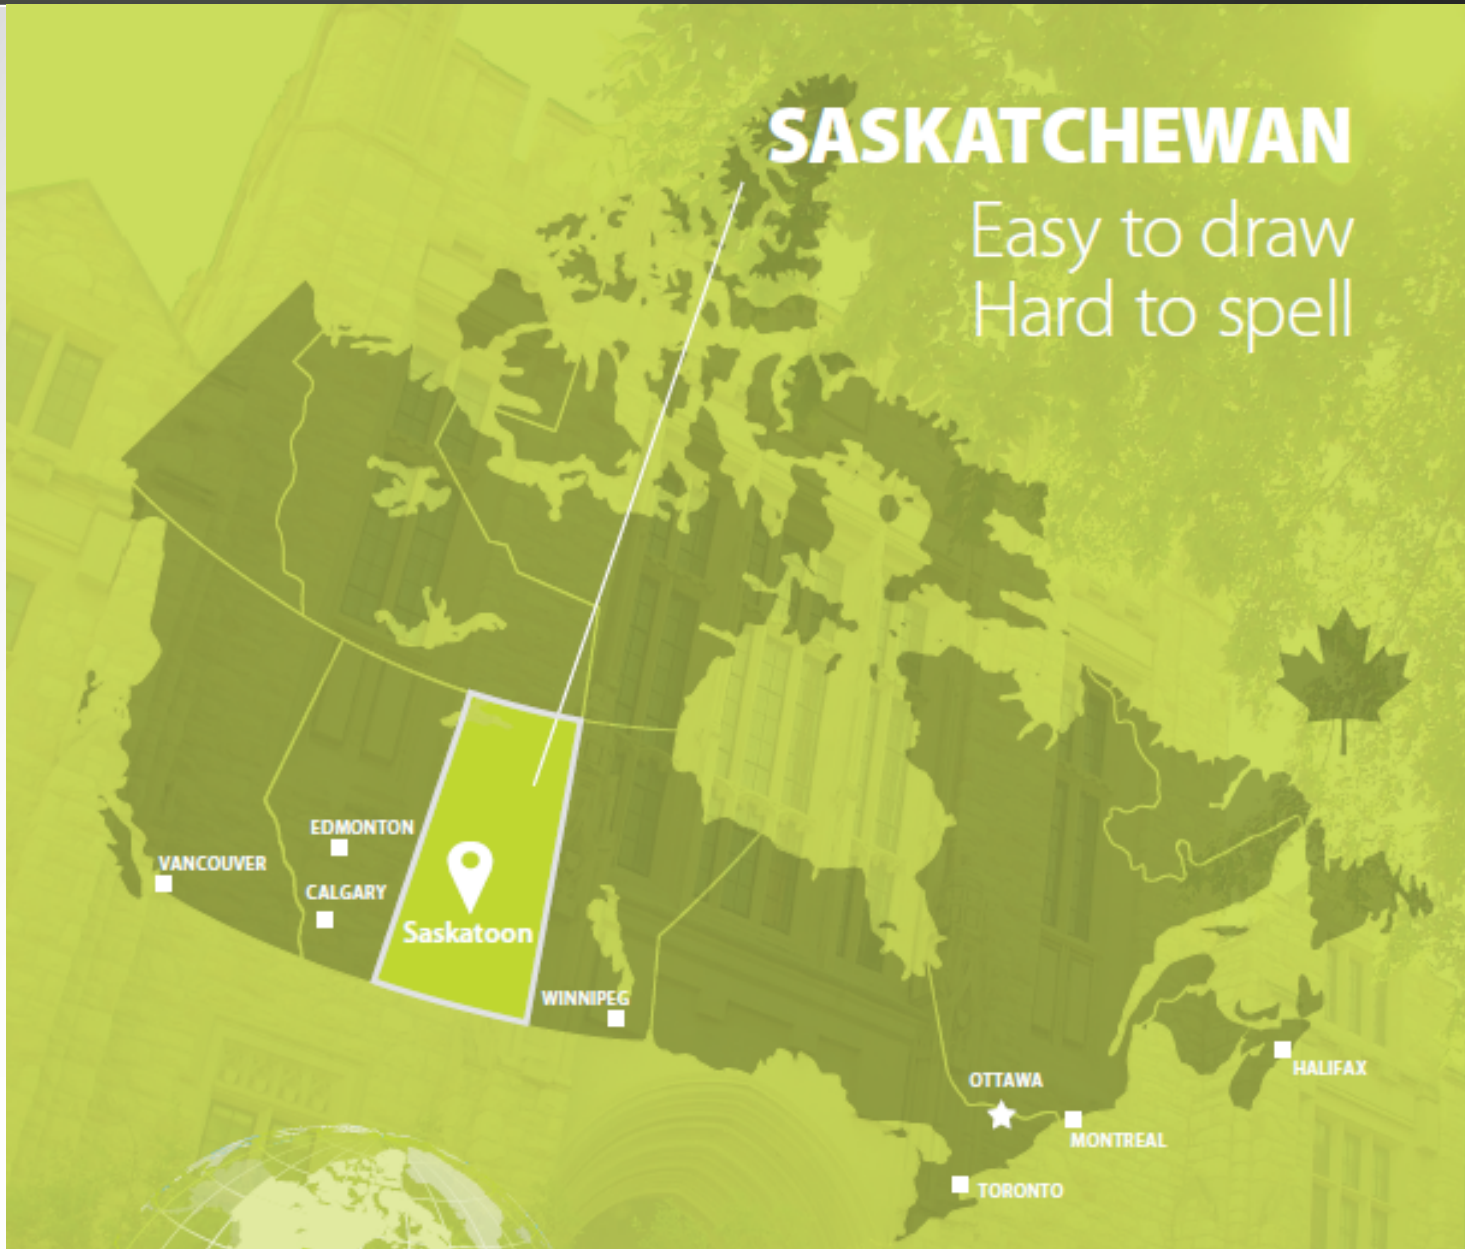 SASKATCHEWAN
Easy to draw
Hard to spell
EDMONTON
VANCOUVER
CALGARY
Saskatoon
WINNIPEG
OTTAWA
HALIFAX
MONTREAL
TORONTO